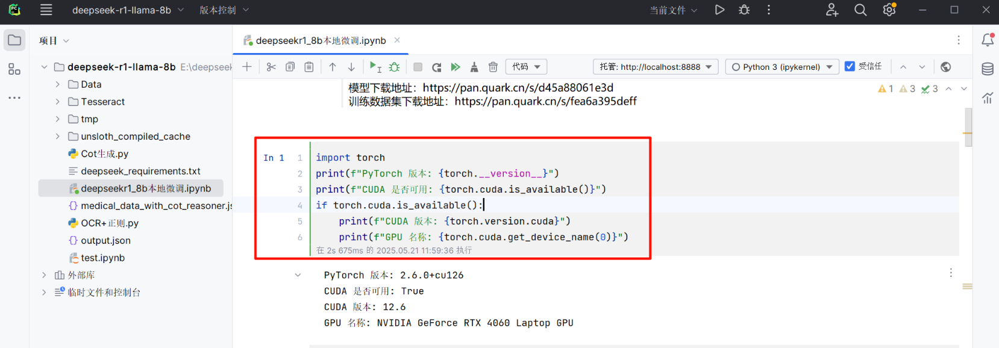 PC
deepseek-r1-llama-8b
版本控制
当前文件
项目
deepseekr1_8b本地微调.ipynb
deepseek-r1-llama-8b E:\deepseek
Data
Tesseract
tmp
unsloth_compiled_cache
Cot生成.py
deepseek_requirements.txt
deepseekr1_8b本地微调.ipynb
medical_data_with_cot_reasoner.js
OCR+正则.py
output.json
test.ipynb
外部库
临时文件和控制台
代码
托管: http://localhost:8888
Python 3 (ipykernel)
受信任
模型下载地址：https://pan.quark.cn/s/d45a88061e3d
训练数据集下载地址：https://pan.quark.cn/s/fea6a395deff
1 3 3
In 1
1 import torch
2 print(f"PyTorch 版本: {torch.__version__}")
3 print(f"CUDA 是否可用: {torch.cuda.is_available()}")
4 if torch.cuda.is_available():
5 print(f"CUDA 版本: {torch.version.cuda}")
6 print(f"GPU 名称: {torch.cuda.get_device_name(0)}")
在 2s 675ms 的 2025.05.21 11:59:36 执行
PyTorch 版本: 2.6.0+cu126
CUDA 是否可用: True
CUDA 版本: 12.6
GPU 名称: NVIDIA GeForce RTX 4060 Laptop GPU